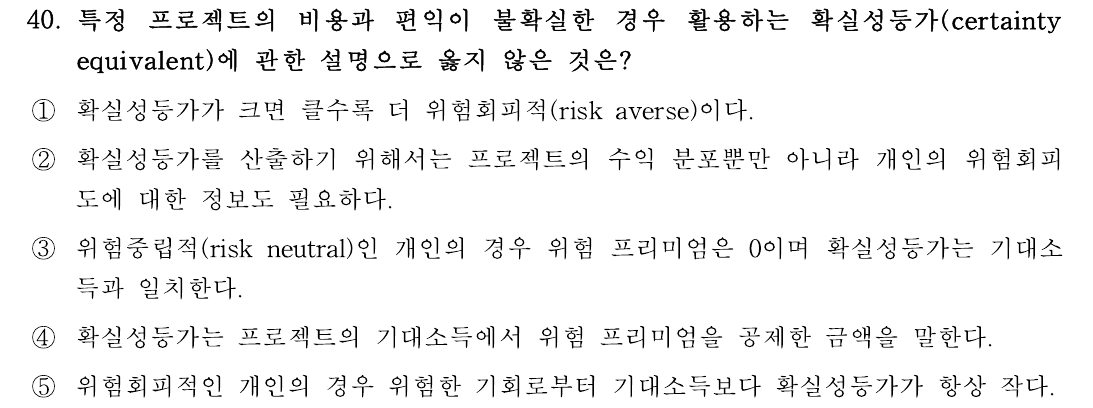 40. 특정 프로젝트의 비용과 편익이 불확실한 경우 활용하는 확실성등가(certainty
equivalent)에 관한 설명으로 옳지 않은 것은?
① 확실성등가가 크면 클수록 더 위험회피적(risk averse)이다.
② 확실성등가를 산출하기 위해서는 프로젝트의 수익 분포뿐만 아니라 개인의 위험회피
도에 대한 정보도 필요하다.
③ 위험중립적(risk neutral)인 개인의 경우 위험 프리미엄은 0이며 확실성등가는 기대소
득과 일치한다.
④ 확실성등가는 프로젝트의 기대소득에서 위험 프리미엄을 공제한 금액을 말한다.
⑤ 위험회피적인 개인의 경우 위험한 기회로부터 기대소득보다 확실성등가가 항상 작다.